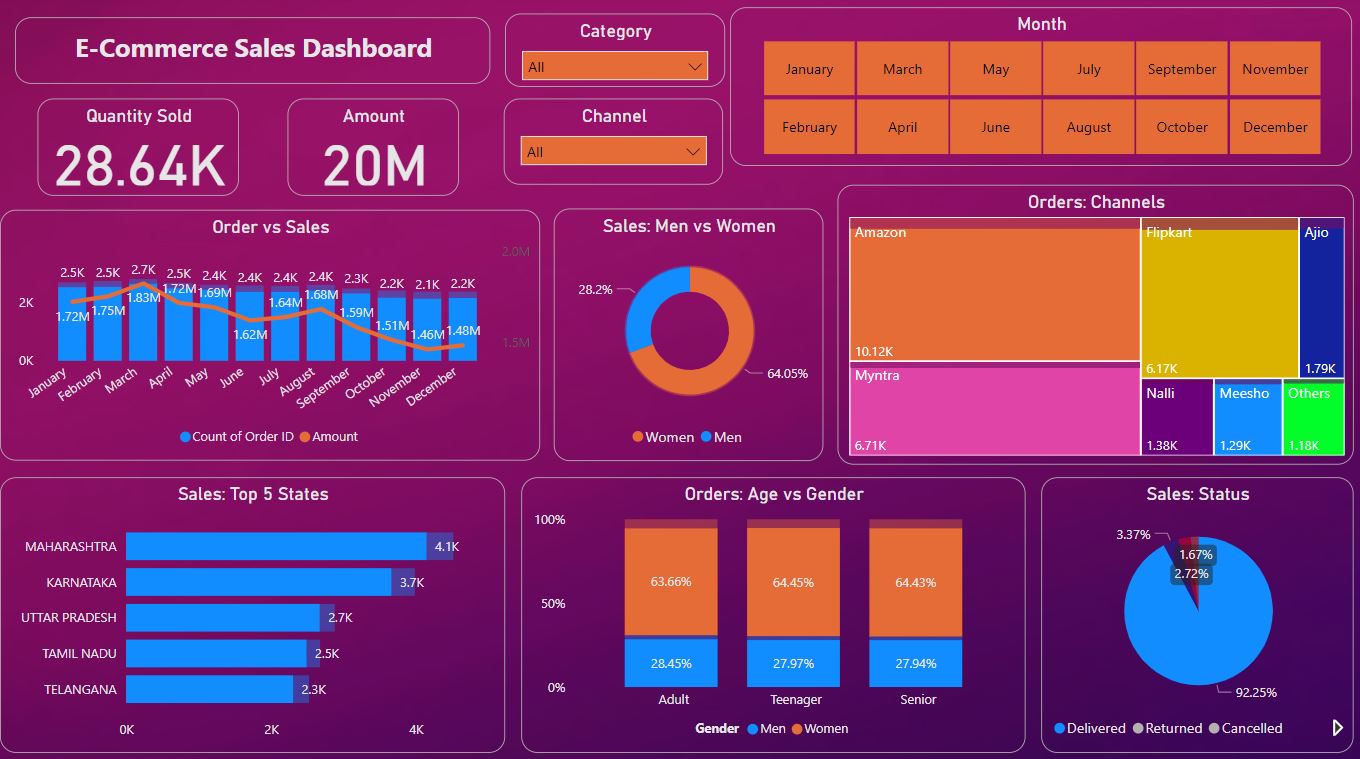 E-Commerce Sales Dashboard
Category
All
Channel
All
Month
January March May July September November
February April June August October December
Quantity Sold
28.64K
Amount
20M
Order vs Sales
2.0M
2.5K 2.5K 2.7K 2.5K 2.4K 2.4K 2.4K 2.4K 2.3K 2.2K 2.1K 2.2K
2K
1.72M 1.75M 1.83M 1.72M 1.69M 1.62M 1.64M 1.68M 1.59M 1.51M 1.46M 1.48M
1.5M
0K
January February March April May June July August September October November December
Count of Order ID Amount
Sales: Men vs Women
28.2%
64.05%
Women Men
Orders: Channels
Amazon
10.12K
Myntra
6.71K
Flipkart
6.17K
Ajio
1.79K
Nalli
1.38K
Meesho
1.29K
Others
1.18K
Sales: Top 5 States
MAHARASHTRA 4.1K
KARNATAKA 3.7K
UTTAR PRADESH 2.7K
TAMIL NADU 2.5K
TELANGANA 2.3K
0K 2K 4K
Orders: Age vs Gender
100%
63.66% 64.45% 64.43%
50%
28.45% 27.97% 27.94%
0%
Adult Teenager Senior
Gender Men Women
Sales: Status
3.37%
1.67%
2.72%
92.25%
Delivered Returned Cancelled